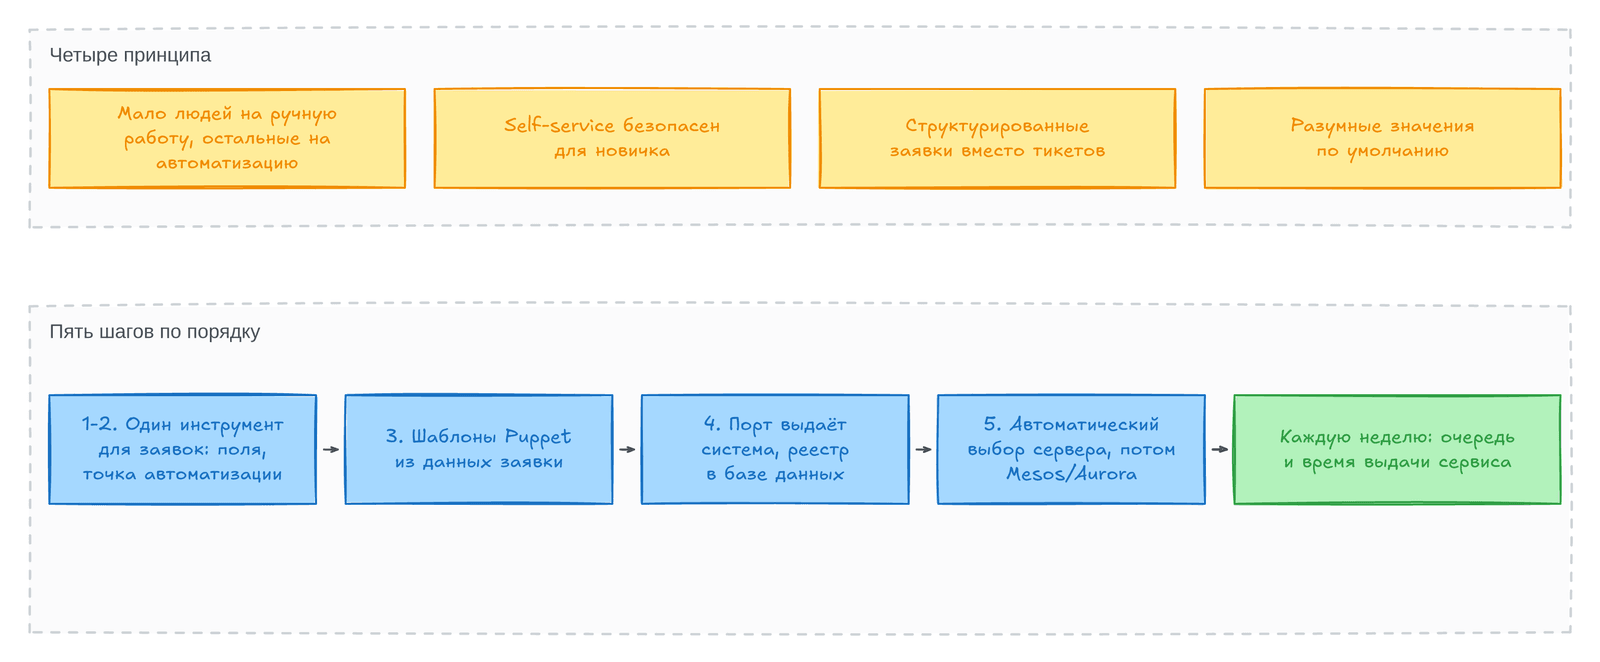 Четыре принципа
Мало людей на ручную
работу, остальные на
автоматизацию
Self-service безопасен
для новичка
Структурированные
заявки вместо тикетов
Разумные значения
по умолчанию
Пять шагов по порядку
1-2. Один инструмент
для заявок: поля,
точка автоматизации
3. Шаблоны Puppet
из данных заявки
4. Порт выдаёт
система, реестр
в базе данных
5. Автоматический
выбор сервера, потом
Mesos/Aurora
Каждую неделю: очередь
и время выдачи сервиса